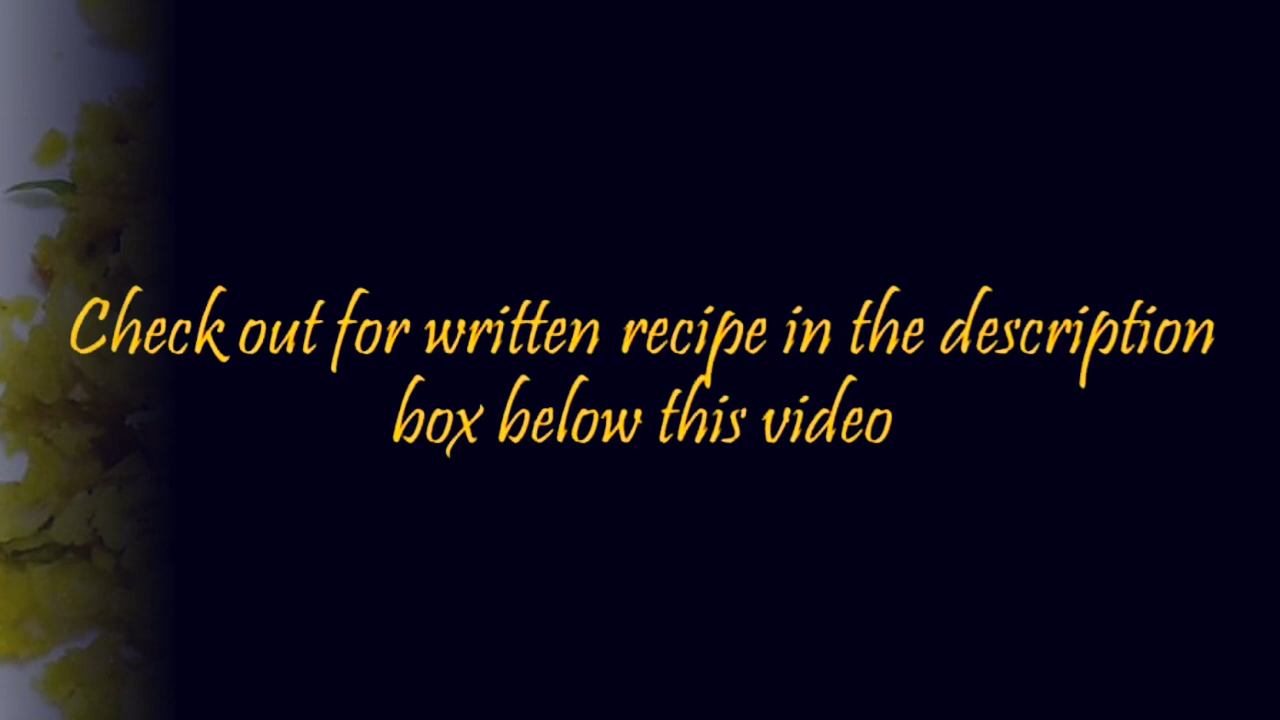 Check out for written recipe in the description
box below this video